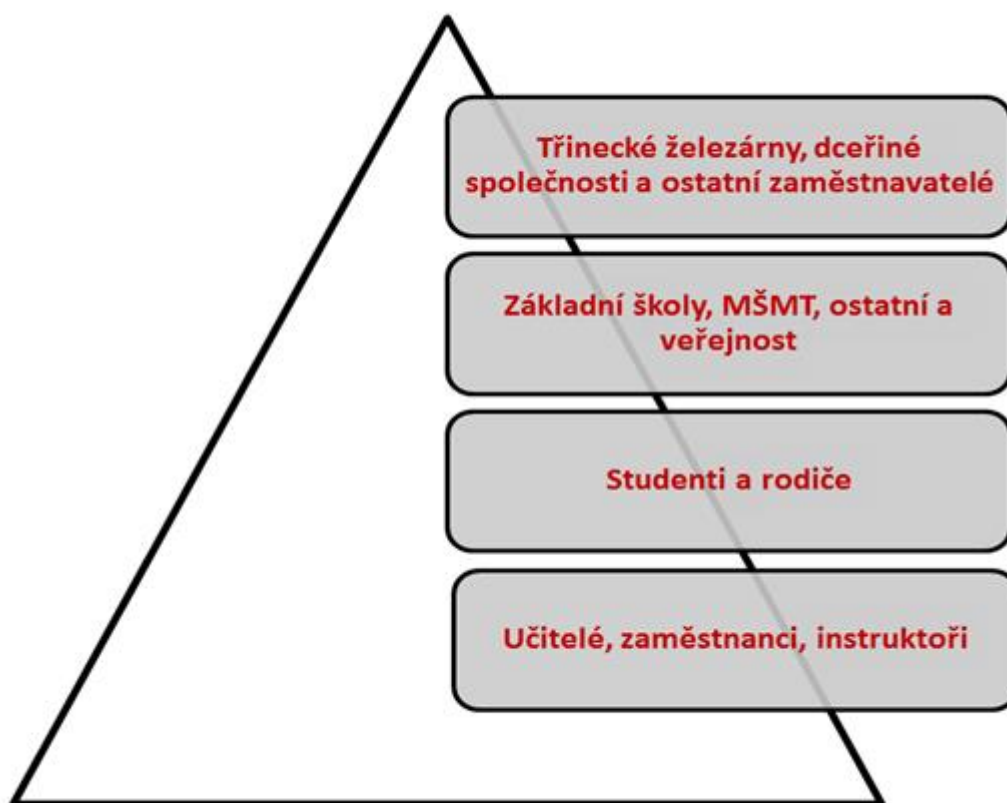 Třinecké železárny, dceřiné
společnosti a ostatní zaměstnavatelé
Základní školy, MŠMT, ostatní a
veřejnost
Studenti a rodiče
Učitelé, zaměstnanci, instruktoři